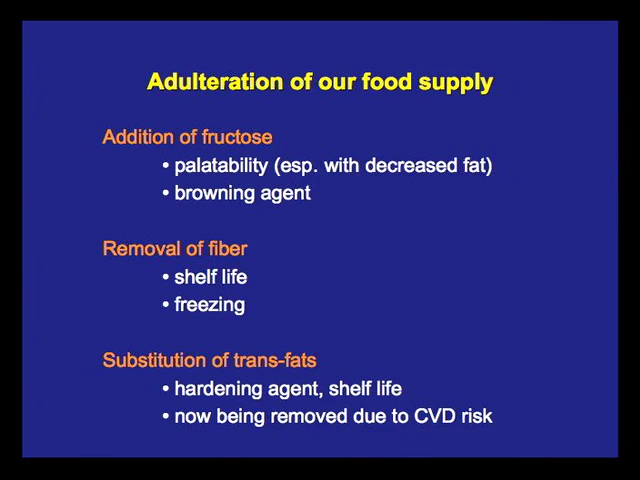 Adulteration of our food supply
Addition of fructose
• palatability (esp. with decreased fat)
• browning agent
Removal of fiber
• shelf life
• freezing
Substitution of trans-fats
• hardening agent, shelf life
• now being removed due to CVD risk